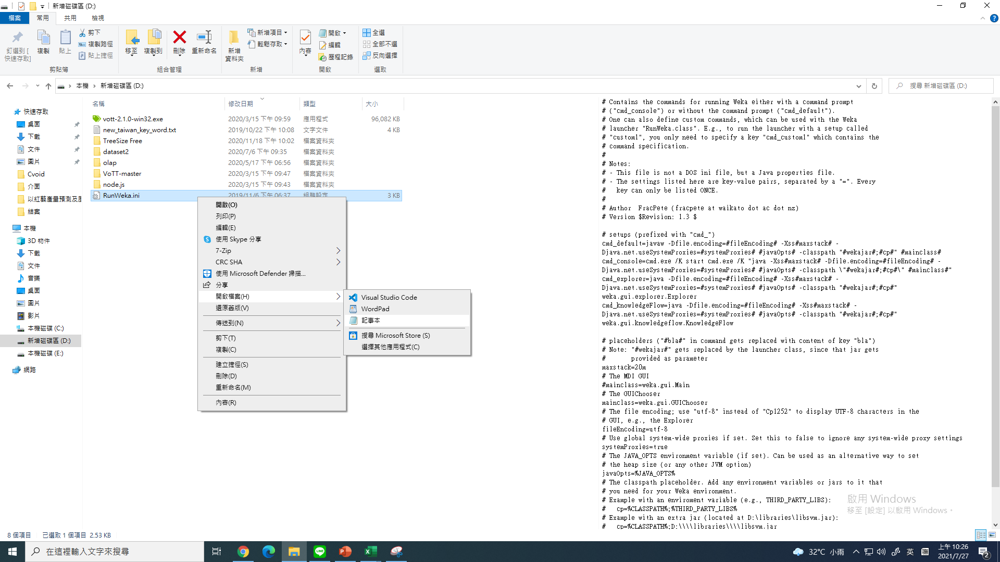 新增磁碟區 (D:)
檔案 常用 共用 檢視
釘選到 [快速存取]
複製
貼上
剪下
複製路徑
貼上捷徑
剪貼簿
移至
複製到
刪除
重新命名
組合管理
新增
資料夾
新增項目
輕鬆存取
新增
內容
開啟
編輯
歷程記錄
開啟
全選
全部不選
反向選擇
選取
本機 › 新增磁碟區 (D:)
搜尋 新增磁碟區 (D:)
快速存取
桌面
下載
文件
圖片
Cvoid
介面
以紅藜產量預測及
結案
本機
3D 物件
下載
文件
音樂
桌面
圖片
影片
本機磁碟 (C:)
新增磁碟區 (D:)
本機磁碟 (E:)
網路
名稱 修改日期 類型 大小
vott-2.1.0-win32.exe 2020/3/15 下午 09:59 應用程式 96,082 KB
new_taiwan_key_word.txt 2019/10/22 下午 10:08 文字文件 4 KB
TreeSize Free 2020/11/18 下午 10:02 檔案資料夾
dataset2 2020/7/6 下午 09:35 檔案資料夾
olap 2020/5/17 下午 06:56 檔案資料夾
VoTT-master 2020/3/15 下午 09:47 檔案資料夾
node.js 2020/3/15 下午 09:43 檔案資料夾
RunWeka.ini 2019/11/6 下午 06:37 組態設定 3 KB
開啟(O)
列印(P)
編輯(E)
使用 Skype 分享
7-Zip
CRC SHA
使用 Microsoft Defender 掃描...
分享
開啟檔案(H)
還原舊版(V)
傳送到(N)
剪下(T)
複製(C)
建立捷徑(S)
刪除(D)
重新命名(M)
內容(R)
Visual Studio Code
WordPad
記事本
搜尋 Microsoft Store (S)
選擇其他應用程式(C)
# Contains the commands for running Weka either with a command prompt
# ("cmd_console") or without the command prompt ("cmd_default").
# One can also define custom commands, which can be used with the Weka
# launcher "RunWeka.class". E.g., to run the launcher with a setup called
# "custom1", you only need to specify a key "cmd_custom1" which contains the
# command specification.
#
# Notes:
# - This file is not a DOS ini file, but a Java properties file.
# - The settings listed here are key-value pairs, separated by a "=". Every
#   key can only be listed ONCE.
#
# Author  FracPete (fracpete at waikato dot ac dot nz)
# Version $Revision: 1.3 $
# setups (prefixed with "cmd_")
cmd_default=javaw -Dfile.encoding=#fileEncoding# -Xss#maxstack# -
Djava.net.useSystemProxies=#systemProxies# #javaOpts# -classpath "#wekajar#;#cp#" #mainclass#
cmd_console=cmd.exe /K start cmd.exe /K "java -Xss#maxstack# -Dfile.encoding=#fileEncoding# -
Djava.net.useSystemProxies=#systemProxies# #javaOpts# -classpath \"#wekajar#;#cp#\" #mainclass#"
cmd_explorer=java -Dfile.encoding=#fileEncoding# -Xss#maxstack# -
Djava.net.useSystemProxies=#systemProxies# #javaOpts# -classpath "#wekajar#;#cp#"
weka.gui.explorer.Explorer
cmd_knowledgeFlow=java -Dfile.encoding=#fileEncoding# -Xss#maxstack# -
Djava.net.useSystemProxies=#systemProxies# #javaOpts# -classpath "#wekajar#;#cp#"
weka.gui.knowledgeflow.KnowledgeFlow
# placeholders ("#bla#" in command gets replaced with content of key "bla")
# Note: "#wekajar#" gets replaced by the launcher class, since that jar gets
#       provided as parameter
maxstack=20m
# The MDI GUI
#mainclass=weka.gui.Main
# The GUIChooser
mainclass=weka.gui.GUIChooser
# The file encoding; use "utf-8" instead of "Cp1252" to display UTF-8 characters in the
# GUI, e.g., the Explorer
fileEncoding=utf-8
# Use global system-wide proxies if set. Set this to false to ignore any system-wide proxy settings
systemProxies=true
# The JAVA_OPTS environment variable (if set). Can be used as an alternative way to set
# the heap size (or any other JVM option)
javaOpts=%JAVA_OPTS%
# The classpath placeholder. Add any environment variables or jars to it that
# you need for your Weka environment.
# Example with an enviroment variable (e.g., THIRD_PARTY_LIBS):
#   cp=%CLASSPATH%;%THIRD_PARTY_LIBS%
# Example with an extra jar (located at D:\libraries\libsvm.jar):
#   cp=%CLASSPATH%;D:\\\\libraries\\\\libsvm.jar
啟用 Windows
移至 [設定] 以啟用 Windows。
8 個項目 已選取 1 個項目 2.53 KB
在這裡輸入文字來搜尋
32°C 小雨
英
上午 10:26
2021/7/27
2